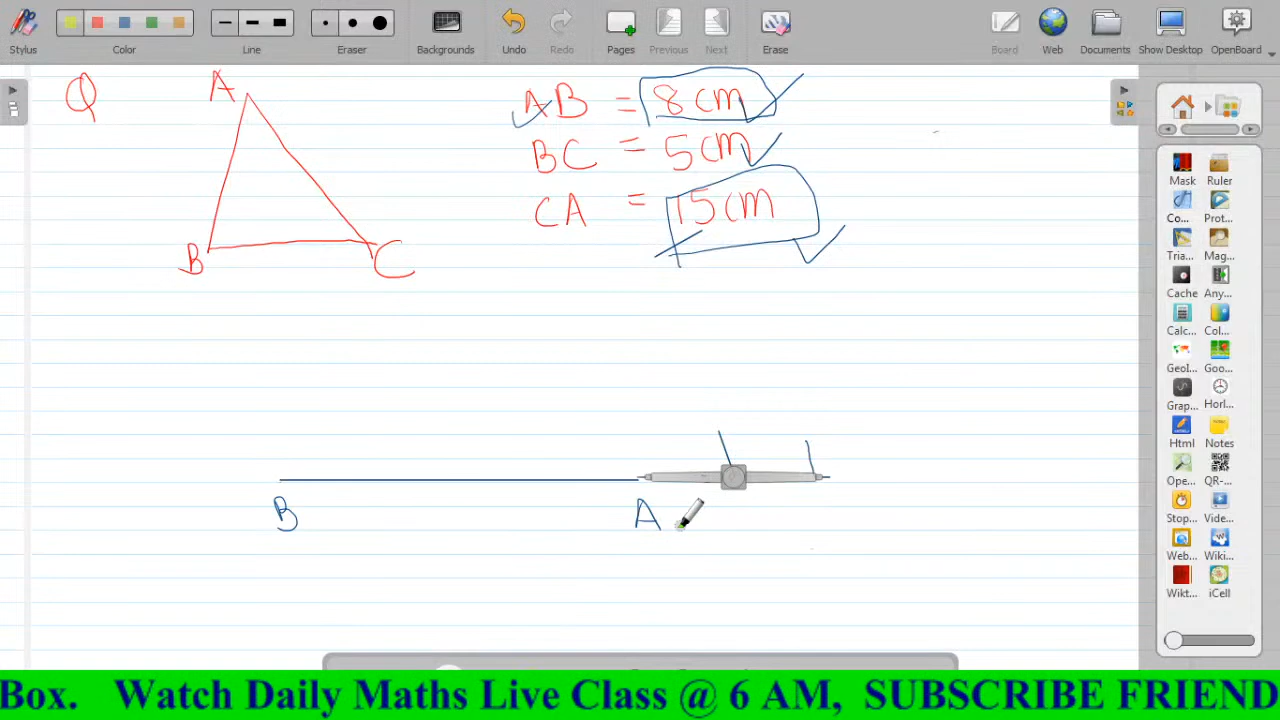 Stylus
Color
Line
Eraser
Backgrounds
Undo
Redo
Pages
Previous
Next
Erase
Board
Web
Documents
Show Desktop
OpenBoard
Q
A
B
C
AB = 8 cm
BC = 5 cm
CA = 15 cm
B
A
Mask Ruler
Co... Prot...
Tria... Mag...
Cache Any...
Calc... Col...
GeoI... Goo...
Grap... Horl...
Html Notes
Ope... QR-...
Stop... Vide...
Web... Wiki...
Wikt... iCell
Box. Watch Daily Maths Live Class @ 6 AM, SUBSCRIBE FRIEND